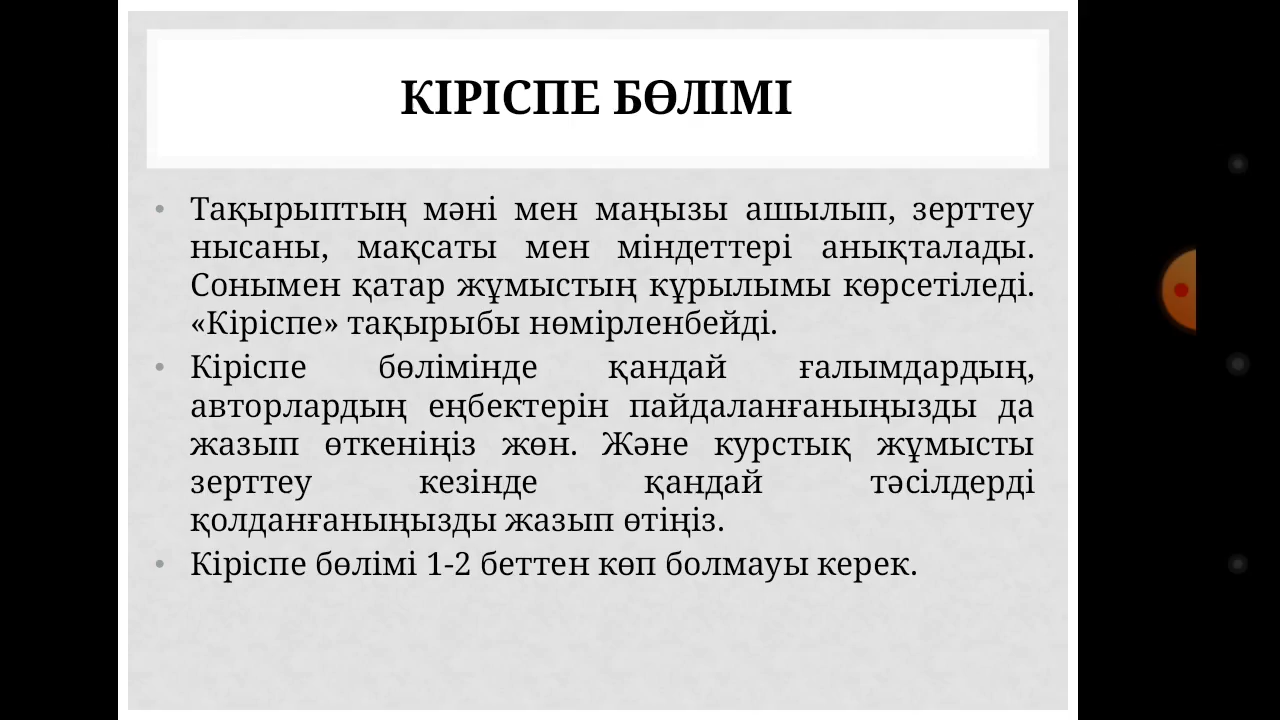 КІРІСПЕ БӨЛІМІ
• Тақырыптың мәні мен маңызы ашылып, зерттеу
нысаны, мақсаты мен міндеттері анықталады.
Сонымен қатар жұмыстың кұрылымы көрсетіледі.
«Кіріспе» тақырыбы нөмірленбейді.
• Кіріспе бөлімінде қандай ғалымдардың,
авторлардың еңбектерін пайдаланғаныңызды да
жазып өткеніңіз жөн. Және курстық жұмысты
зерттеу кезінде қандай тәсілдерді
қолданғаныңызды жазып өтіңіз.
• Кіріспе бөлімі 1-2 беттен көп болмауы керек.